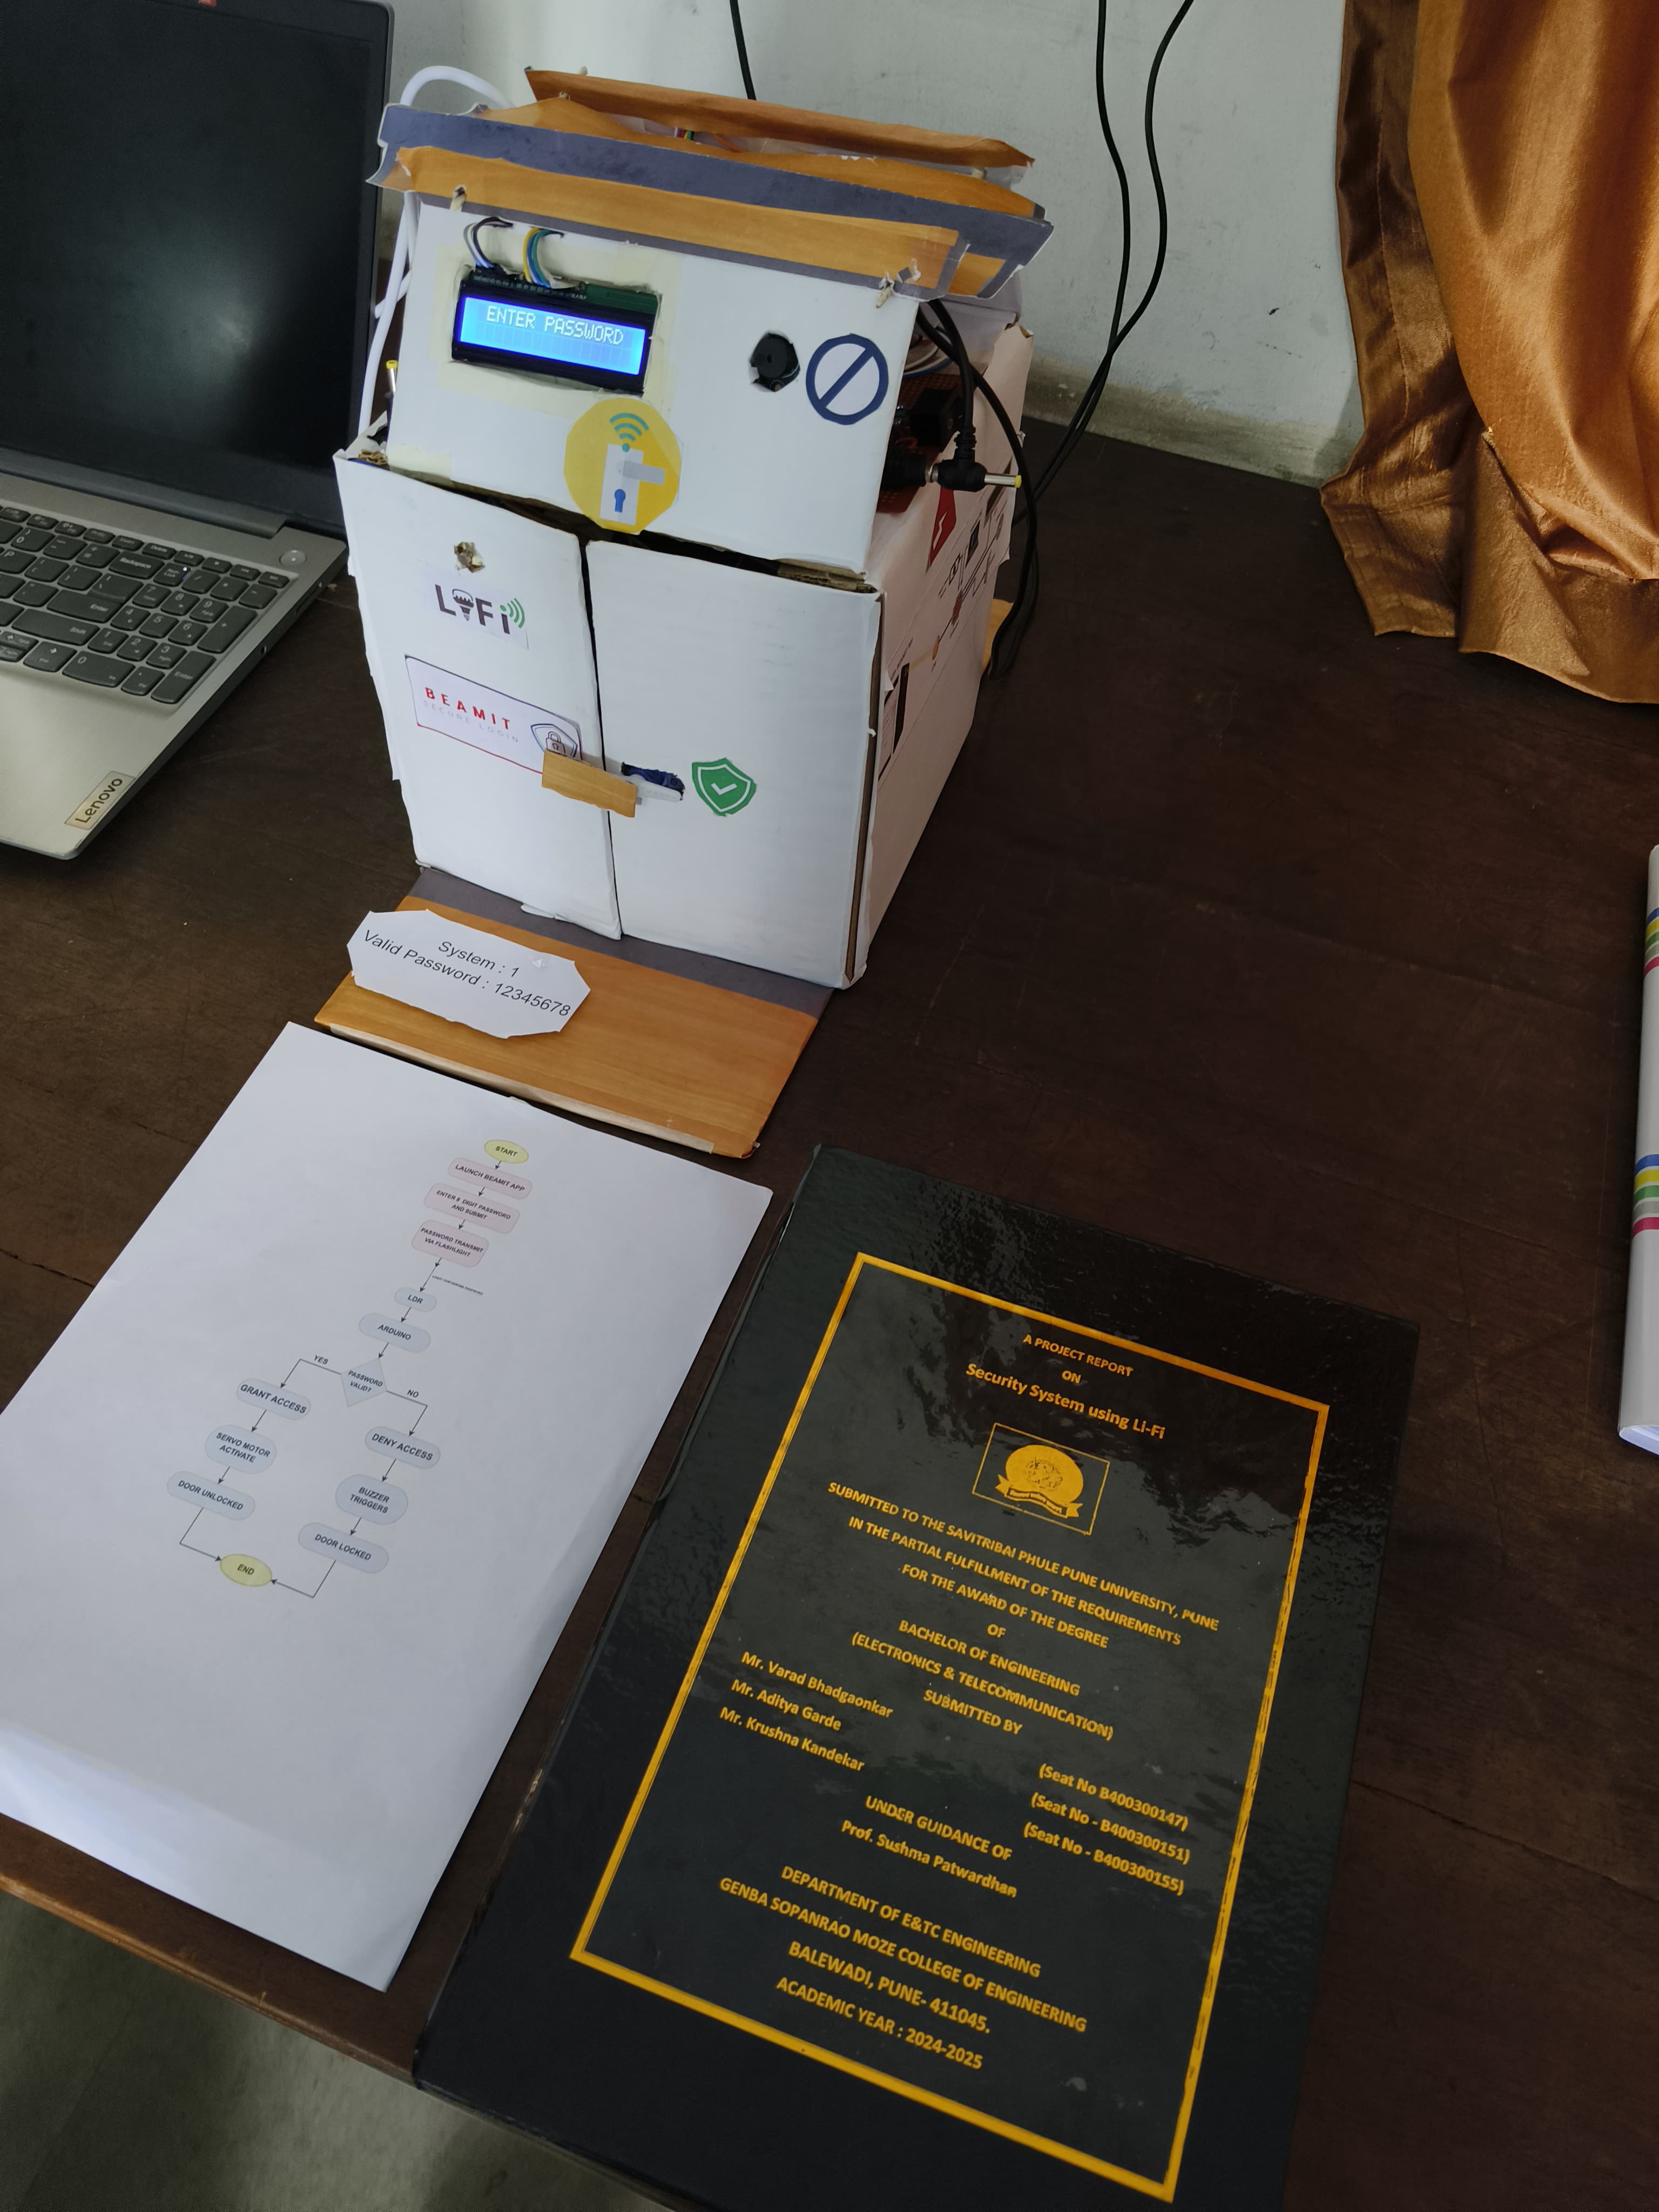 ENTER PASSWORD
LiFi
BEAMIT
SECURE LOGIN
Lenovo
System : 1
Valid Password : 12345678
START
LAUNCH BEAMIT APP
ENTER 8 DIGIT PASSWORD
AND SUBMIT
PASSWORD TRANSMIT
VIA FLASHLIGHT
LDR
ARDUINO
PASSWORD
VALID?
YES
NO
GRANT ACCESS
DENY ACCESS
SERVO MOTOR
ACTIVATE
BUZZER
TRIGGERS
DOOR UNLOCKED
DOOR LOCKED
END
A PROJECT REPORT
ON
Security System using Li-Fi
SUBMITTED TO THE SAVITRIBAI PHULE PUNE UNIVERSITY, PUNE
IN THE PARTIAL FULFILLMENT OF THE REQUIREMENTS
FOR THE AWARD OF THE DEGREE
OF
BACHELOR OF ENGINEERING
(ELECTRONICS & TELECOMMUNICATION)
SUBMITTED BY
Mr. Varad Bhadgaonkar (Seat No B400300147)
Mr. Aditya Garde (Seat No - B400300151)
Mr. Krushna Kandekar (Seat No - B400300155)
UNDER GUIDANCE OF
Prof. Sushma Patwardhan
DEPARTMENT OF E&TC ENGINEERING
GENBA SOPANRAO MOZE COLLEGE OF ENGINEERING
BALEWADI, PUNE- 411045.
ACADEMIC YEAR : 2024-2025